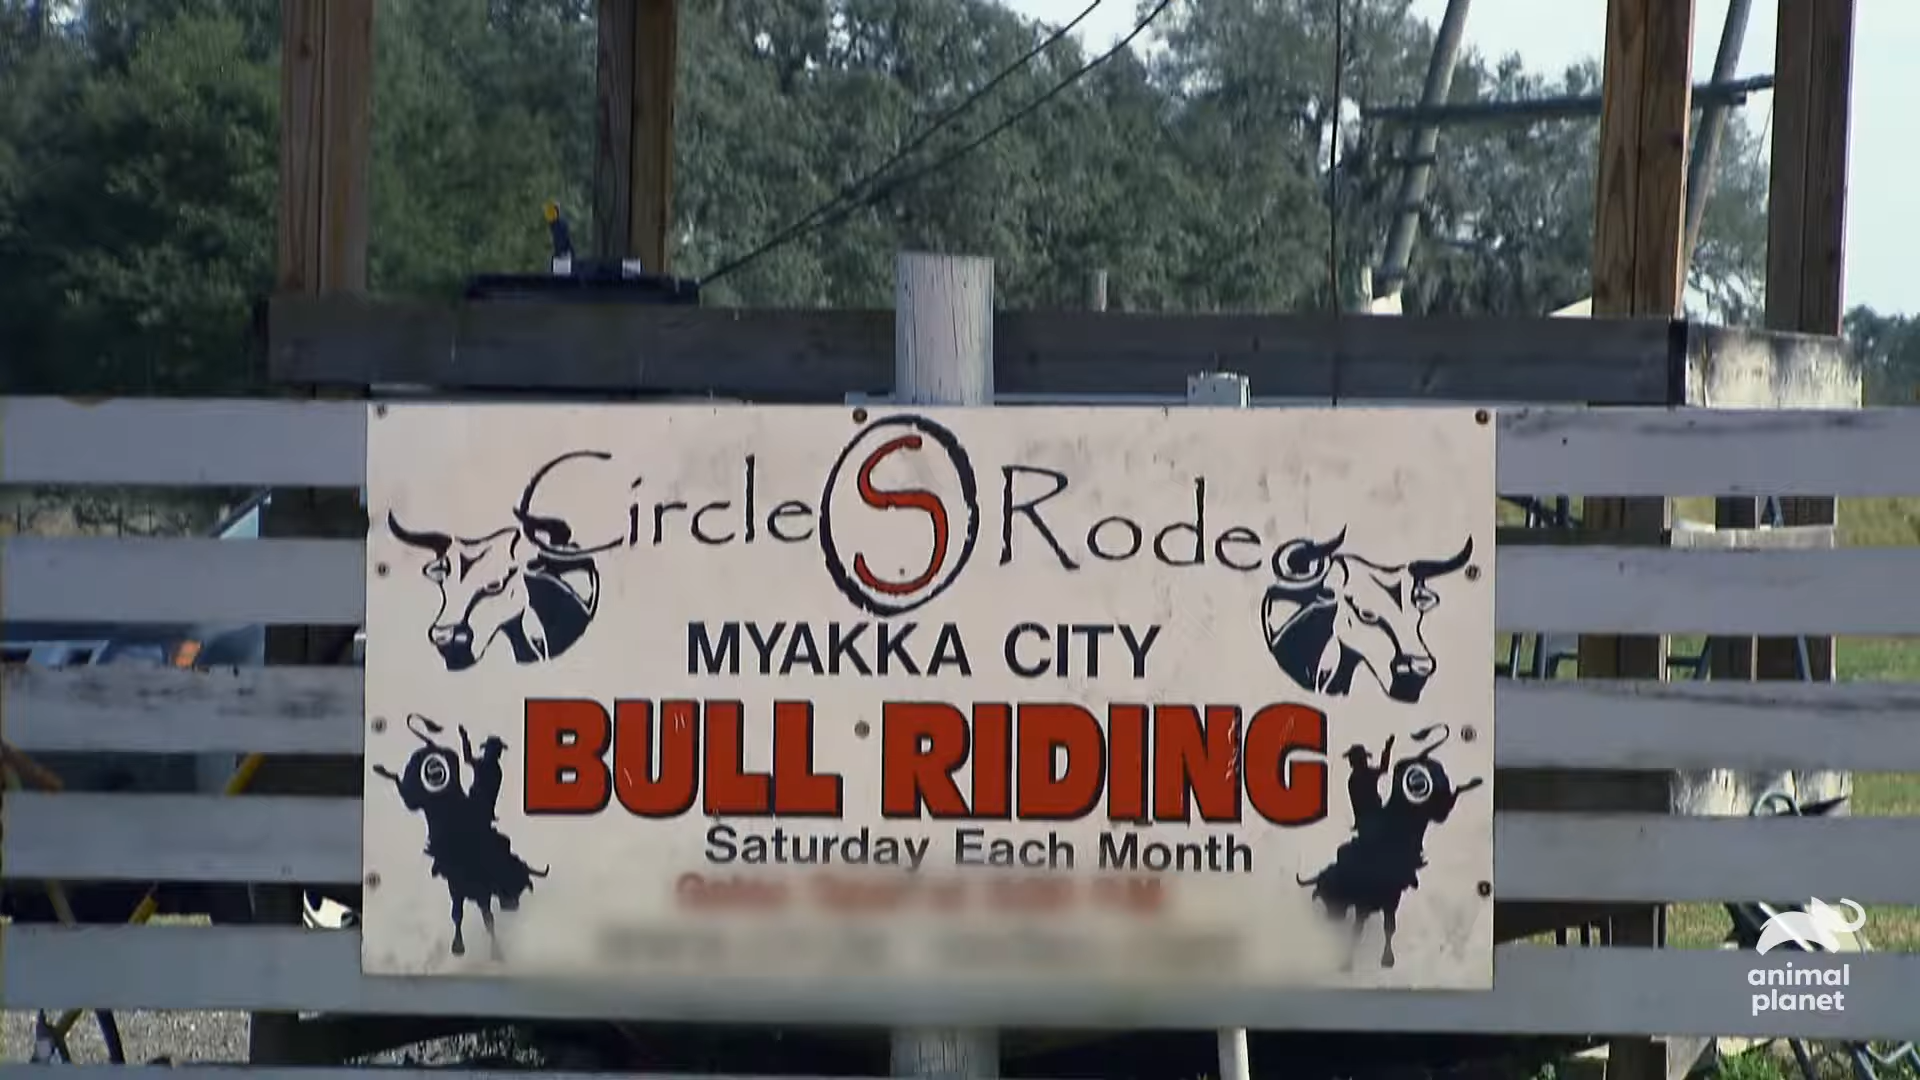 Circle S Rodeo
MYAKKA CITY
BULL RIDING
Saturday Each Month
animal
planet